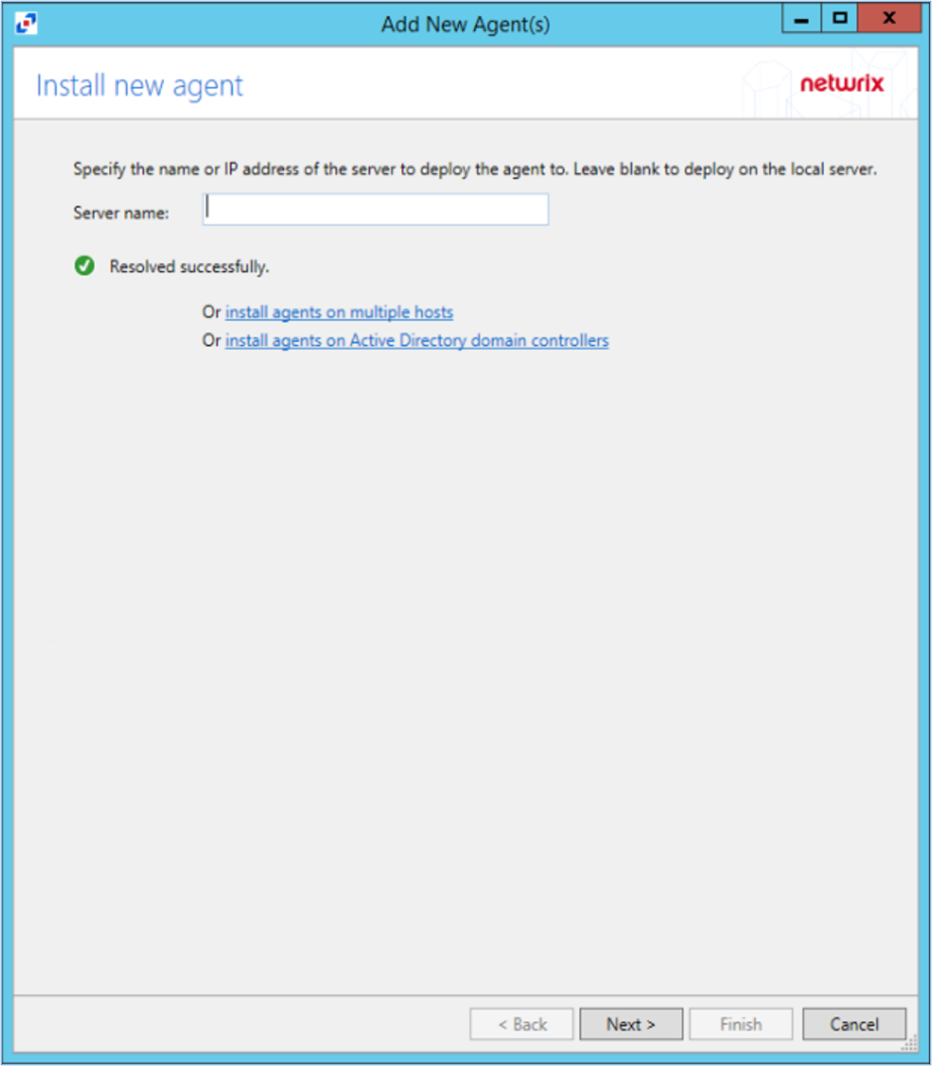 Add New Agent(s)
Install new agent
netwrix
Specify the name or IP address of the server to deploy the agent to. Leave blank to deploy on the local server.
Server name:
Resolved successfully.
Or install agents on multiple hosts
Or install agents on Active Directory domain controllers
< Back Next > Finish Cancel